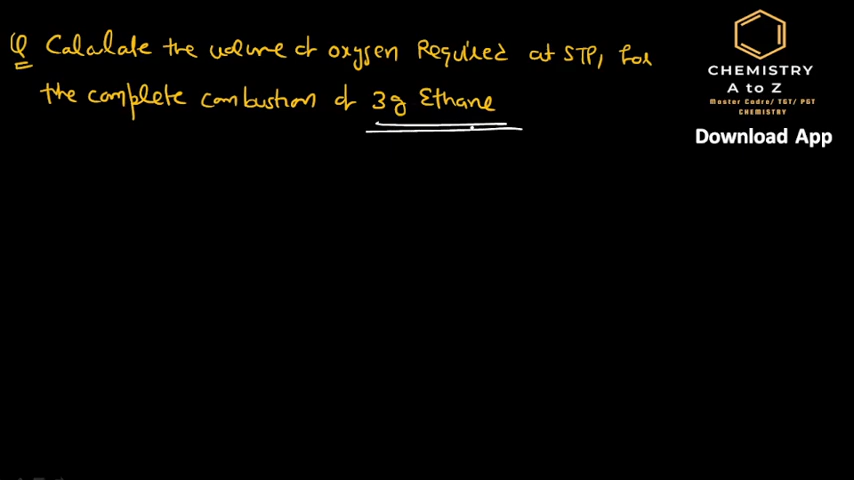 Q Calculate the volume of oxygen Required at STP, for
the complete combustion of 3g Ethane
CHEMISTRY
A to Z
Master Cadre/ TGT/ PGT
CHEMISTRY
Download App